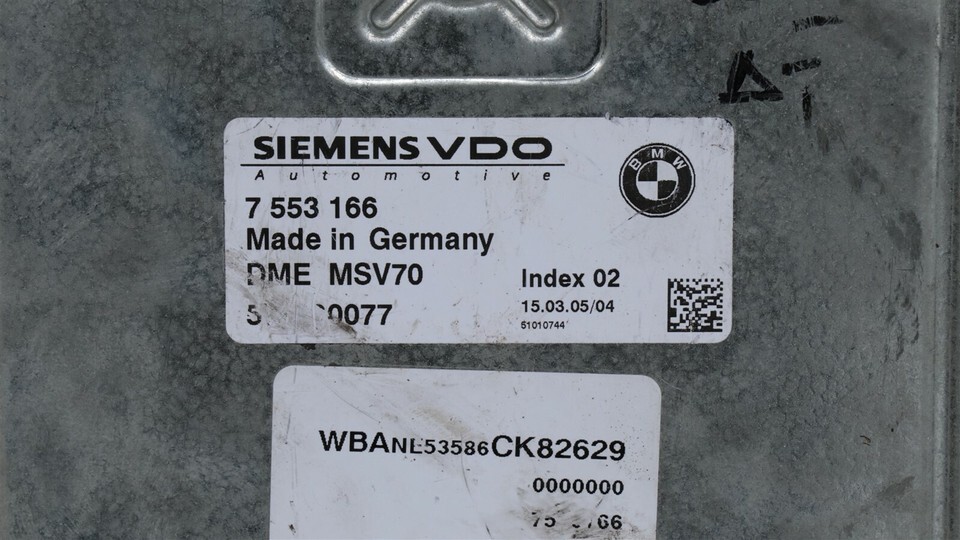 SIEMENS VDO
Automotive
BMW
7 553 166
Made in Germany
DME MSV70
Index 02
15.03.05/04
51010744
WBANL53586CK82629
0000000